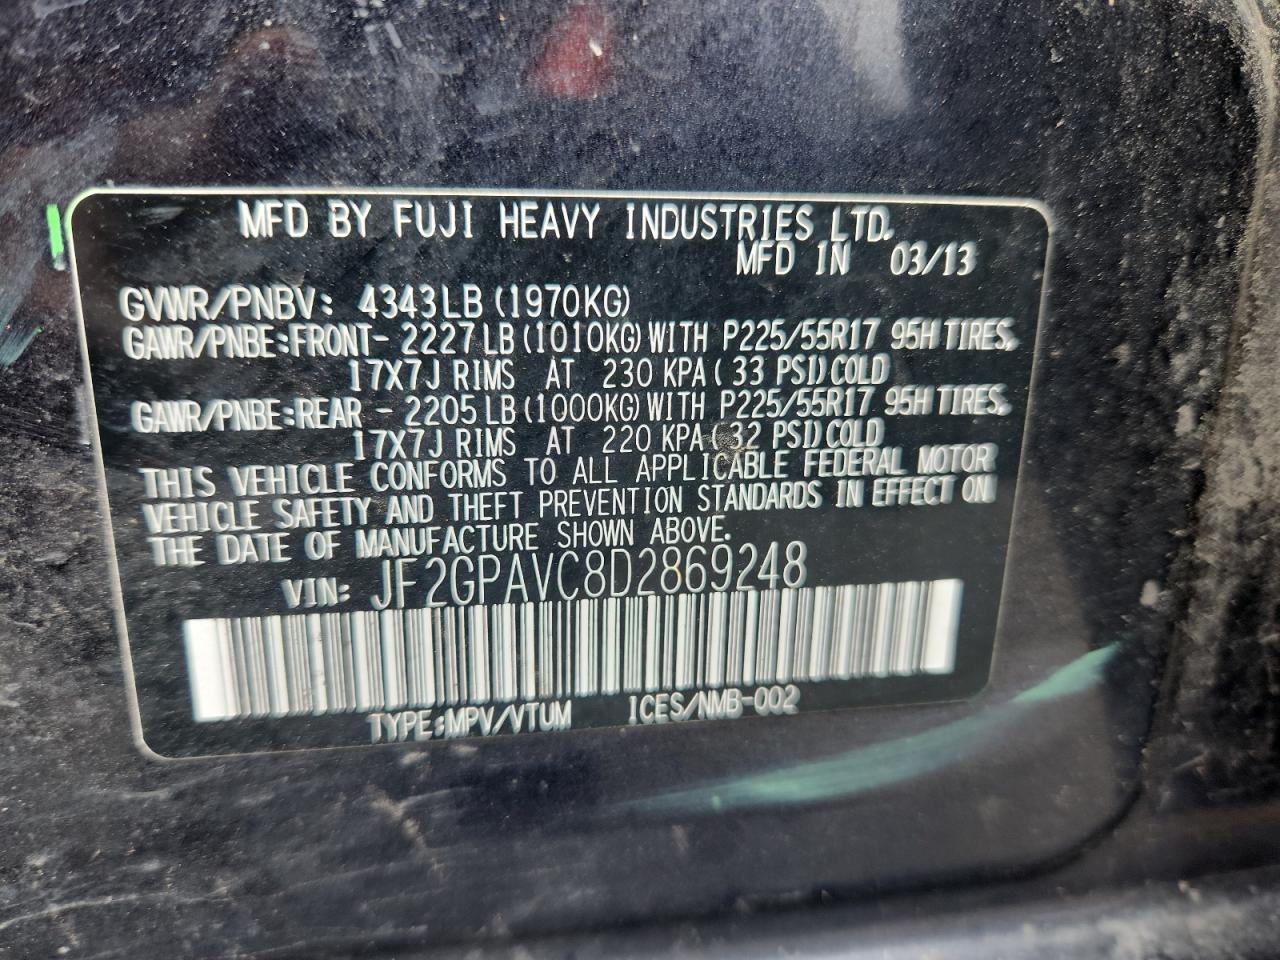 MFD BY FUJI HEAVY INDUSTRIES LTD.
MFD IN 03/13
GVWR/PNBV: 4343LB (1970KG)
GAWR/PNBE:FRONT- 2227 LB (1010KG) WITH P225/55R17 95H TIRES,
17X7J RIMS AT 230 KPA ( 33 PSI) COLD
GAWR/PNBE:REAR - 2205 LB (1000KG) WITH P225/55R17 95H TIRES,
17X7J RIMS AT 220 KPA ( 32 PSI) COLD
THIS VEHICLE CONFORMS TO ALL APPLICABLE FEDERAL MOTOR
VEHICLE SAFETY AND THEFT PREVENTION STANDARDS IN EFFECT ON
THE DATE OF MANUFACTURE SHOWN ABOVE.
VIN: JF2GPAVC8D2869248
TYPE:MPV/VTUM ICES/NMB-002